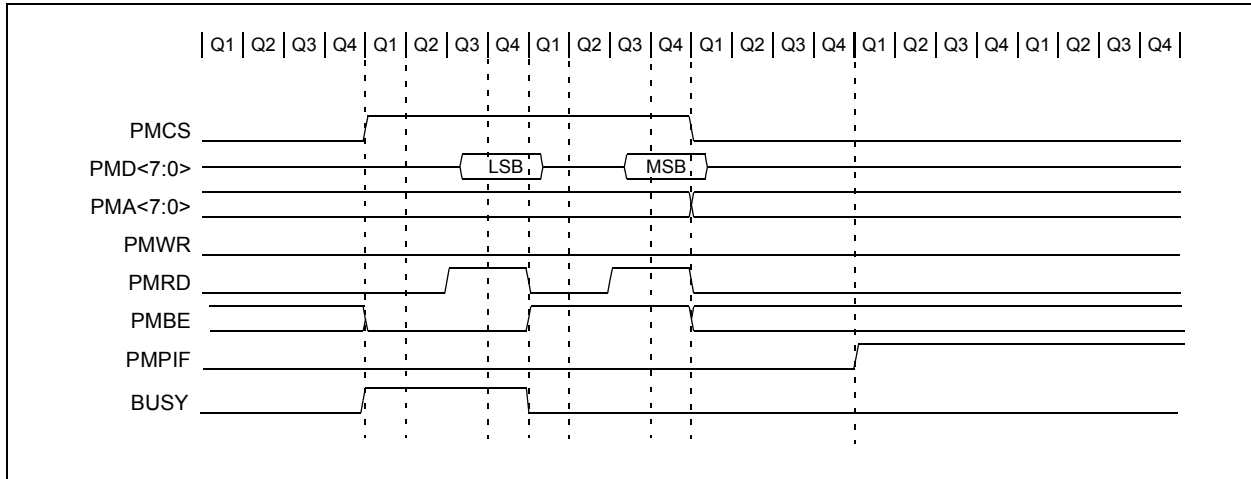 Q1 Q2 Q3 Q4 Q1 Q2 Q3 Q4 Q1 Q2 Q3 Q4 Q1 Q2 Q3 Q4 Q1 Q2 Q3 Q4 Q1 Q2 Q3 Q4
PMCS
PMD<7:0> LSB MSB
PMA<7:0>
PMWR
PMRD
PMBE
PMPIF
BUSY